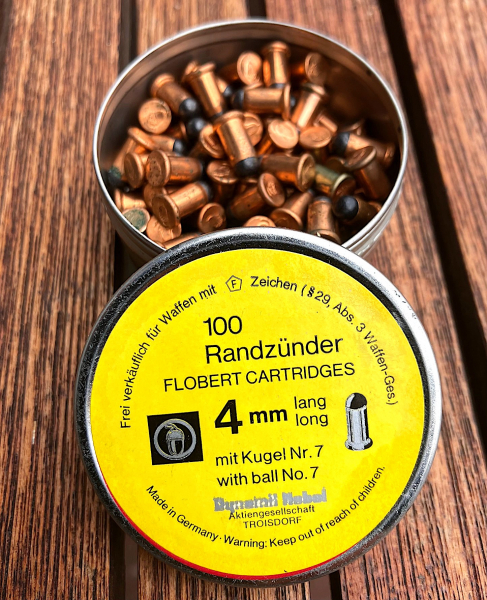 Frei verkäuflich für Waffen mit F Zeichen (§ 29, Abs. 3 Waffen-Ges.)
100
Randzünder
FLOBERT CARTRIDGES
4 mm lang
long
mit Kugel Nr. 7
with ball No. 7
Dynamit Nobel
Aktiengesellschaft
TROISDORF
Made in Germany · Warning: Keep out of reach of children.